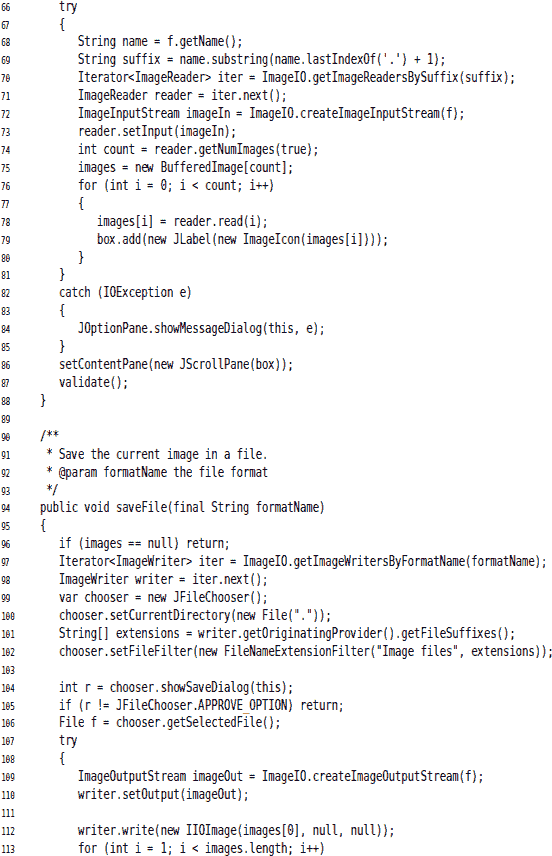 66 try
67 {
68 String name = f.getName();
69 String suffix = name.substring(name.lastIndexOf('.') + 1);
70 Iterator<ImageReader> iter = ImageIO.getImageReadersBySuffix(suffix);
71 ImageReader reader = iter.next();
72 ImageInputStream imageIn = ImageIO.createImageInputStream(f);
73 reader.setInput(imageIn);
74 int count = reader.getNumImages(true);
75 images = new BufferedImage[count];
76 for (int i = 0; i < count; i++)
77 {
78 images[i] = reader.read(i);
79 box.add(new JLabel(new ImageIcon(images[i])));
80 }
81 }
82 catch (IOException e)
83 {
84 JOptionPane.showMessageDialog(this, e);
85 }
86 setContentPane(new JScrollPane(box));
87 validate();
88 }
89
90 /**
91 * Save the current image in a file.
92 * @param formatName the file format
93 */
94 public void saveFile(final String formatName)
95 {
96 if (images == null) return;
97 Iterator<ImageWriter> iter = ImageIO.getImageWritersByFormatName(formatName);
98 ImageWriter writer = iter.next();
99 var chooser = new JFileChooser();
100 chooser.setCurrentDirectory(new File("."));
101 String[] extensions = writer.getOriginatingProvider().getFileSuffixes();
102 chooser.setFileFilter(new FileNameExtensionFilter("Image files", extensions));
103
104 int r = chooser.showSaveDialog(this);
105 if (r != JFileChooser.APPROVE_OPTION) return;
106 File f = chooser.getSelectedFile();
107 try
108 {
109 ImageOutputStream imageOut = ImageIO.createImageOutputStream(f);
110 writer.setOutput(imageOut);
111
112 writer.write(new IIOImage(images[0], null, null));
113 for (int i = 1; i < images.length; i++)